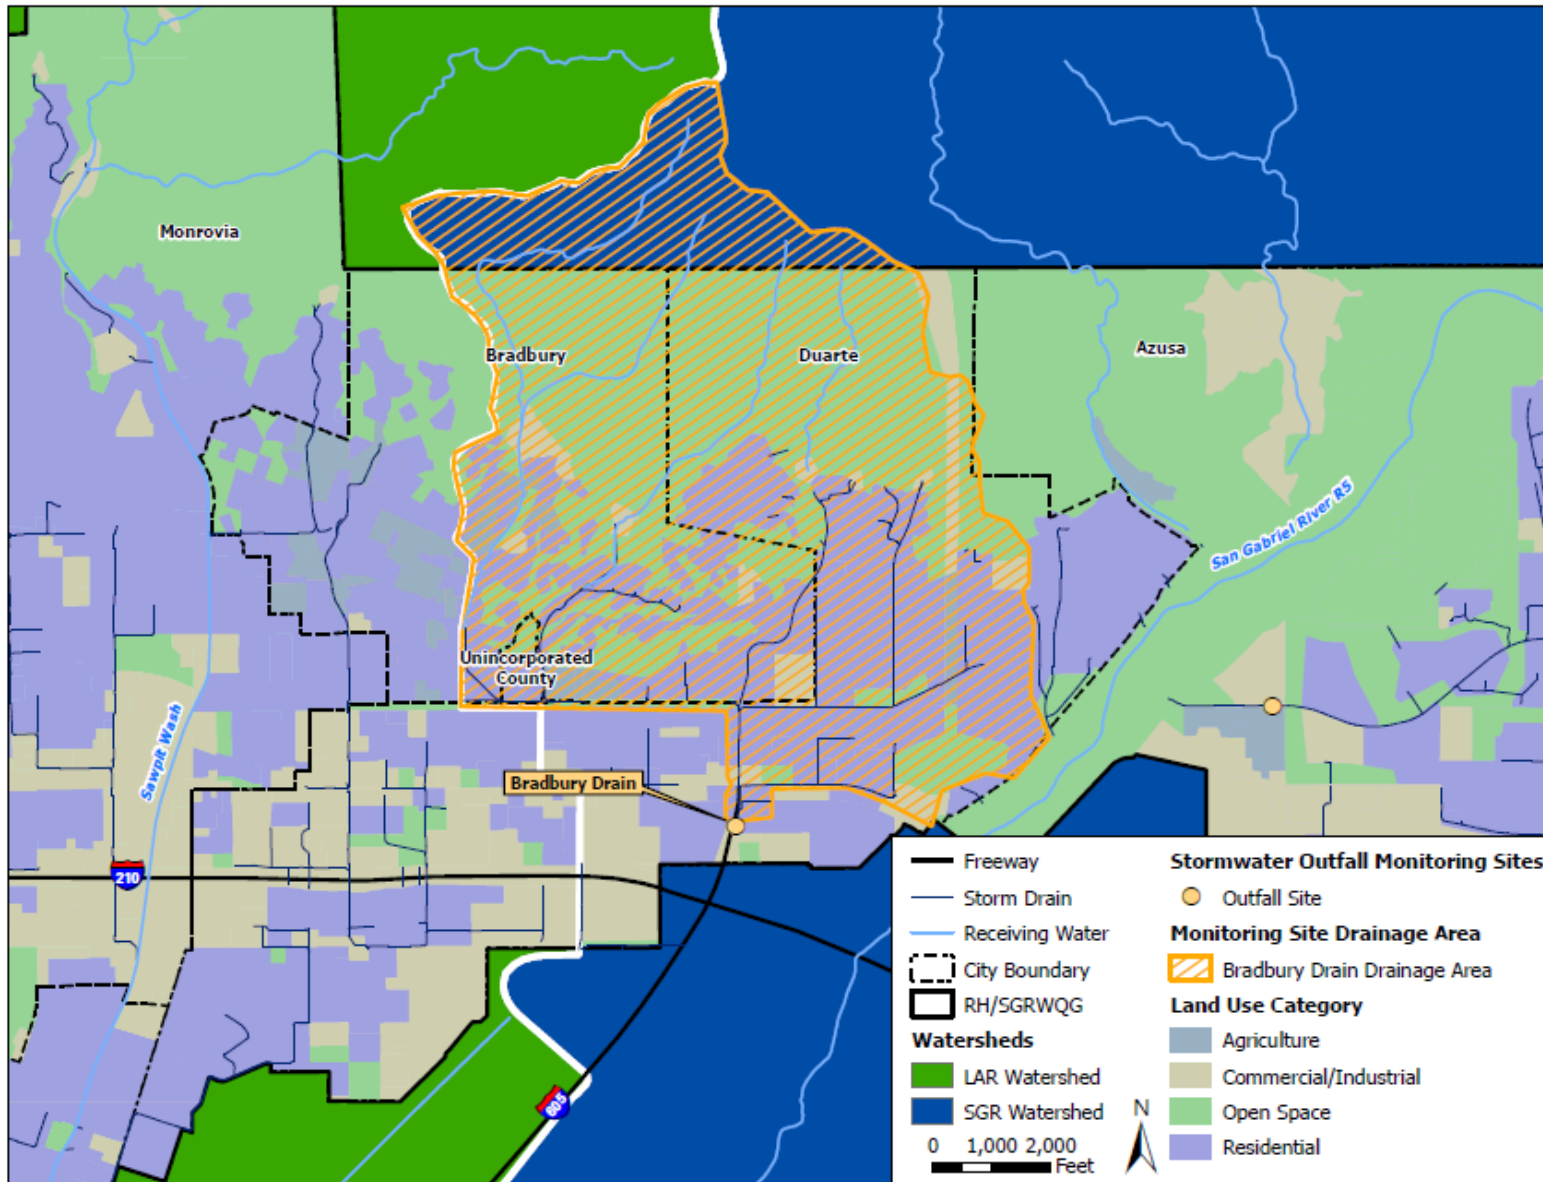 Monrovia
Bradbury
Duarte
Azusa
San Gabriel River R5
Unincorporated
County
Sawpit Wash
Bradbury Drain
210
605
Freeway
Storm Drain
Receiving Water
City Boundary
RH/SGRWQG
Watersheds
LAR Watershed
SGR Watershed
N
0 1,000 2,000
Feet
Stormwater Outfall Monitoring Sites
Outfall Site
Monitoring Site Drainage Area
Bradbury Drain Drainage Area
Land Use Category
Agriculture
Commercial/Industrial
Open Space
Residential